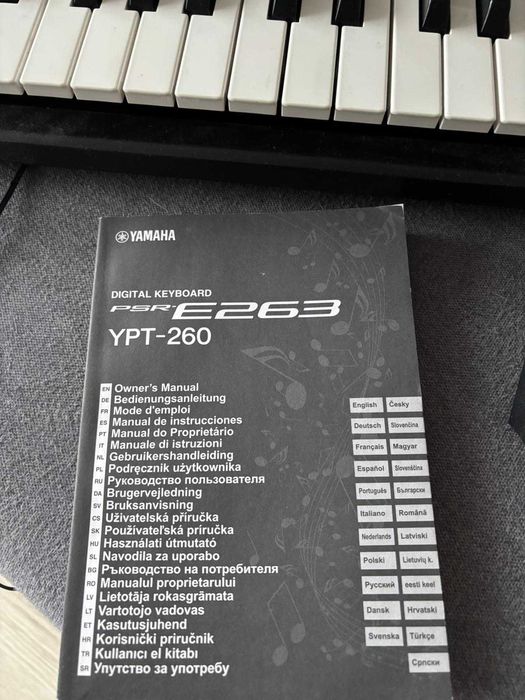 YAMAHA
DIGITAL KEYBOARD
PSR-E263
YPT-260
EN Owner's Manual
DE Bedienungsanleitung
FR Mode d'emploi
ES Manual de instrucciones
PT Manual do Proprietário
IT Manuale di istruzioni
NL Gebruikershandleiding
PL Podręcznik użytkownika
RU Руководство пользователя
DA Brugervejledning
SV Bruksanvisning
CS Uživatelská příručka
SK Používateľská príručka
HU Használati útmutató
SL Navodila za uporabo
BG Ръководство на потребителя
RO Manualul proprietarului
LV Lietotāja rokasgrāmata
LT Vartotojo vadovas
ET Kasutusjuhend
HR Korisnički priručnik
TR Kullanıcı el kitabı
SR Упутство за употребу
English Česky
Deutsch Slovenčina
Français Magyar
Español Slovenščina
Português Български
Italiano Română
Nederlands Latviski
Polski Lietuvių k.
Русский eesti keel
Dansk Hrvatski
Svenska Türkçe
Српски